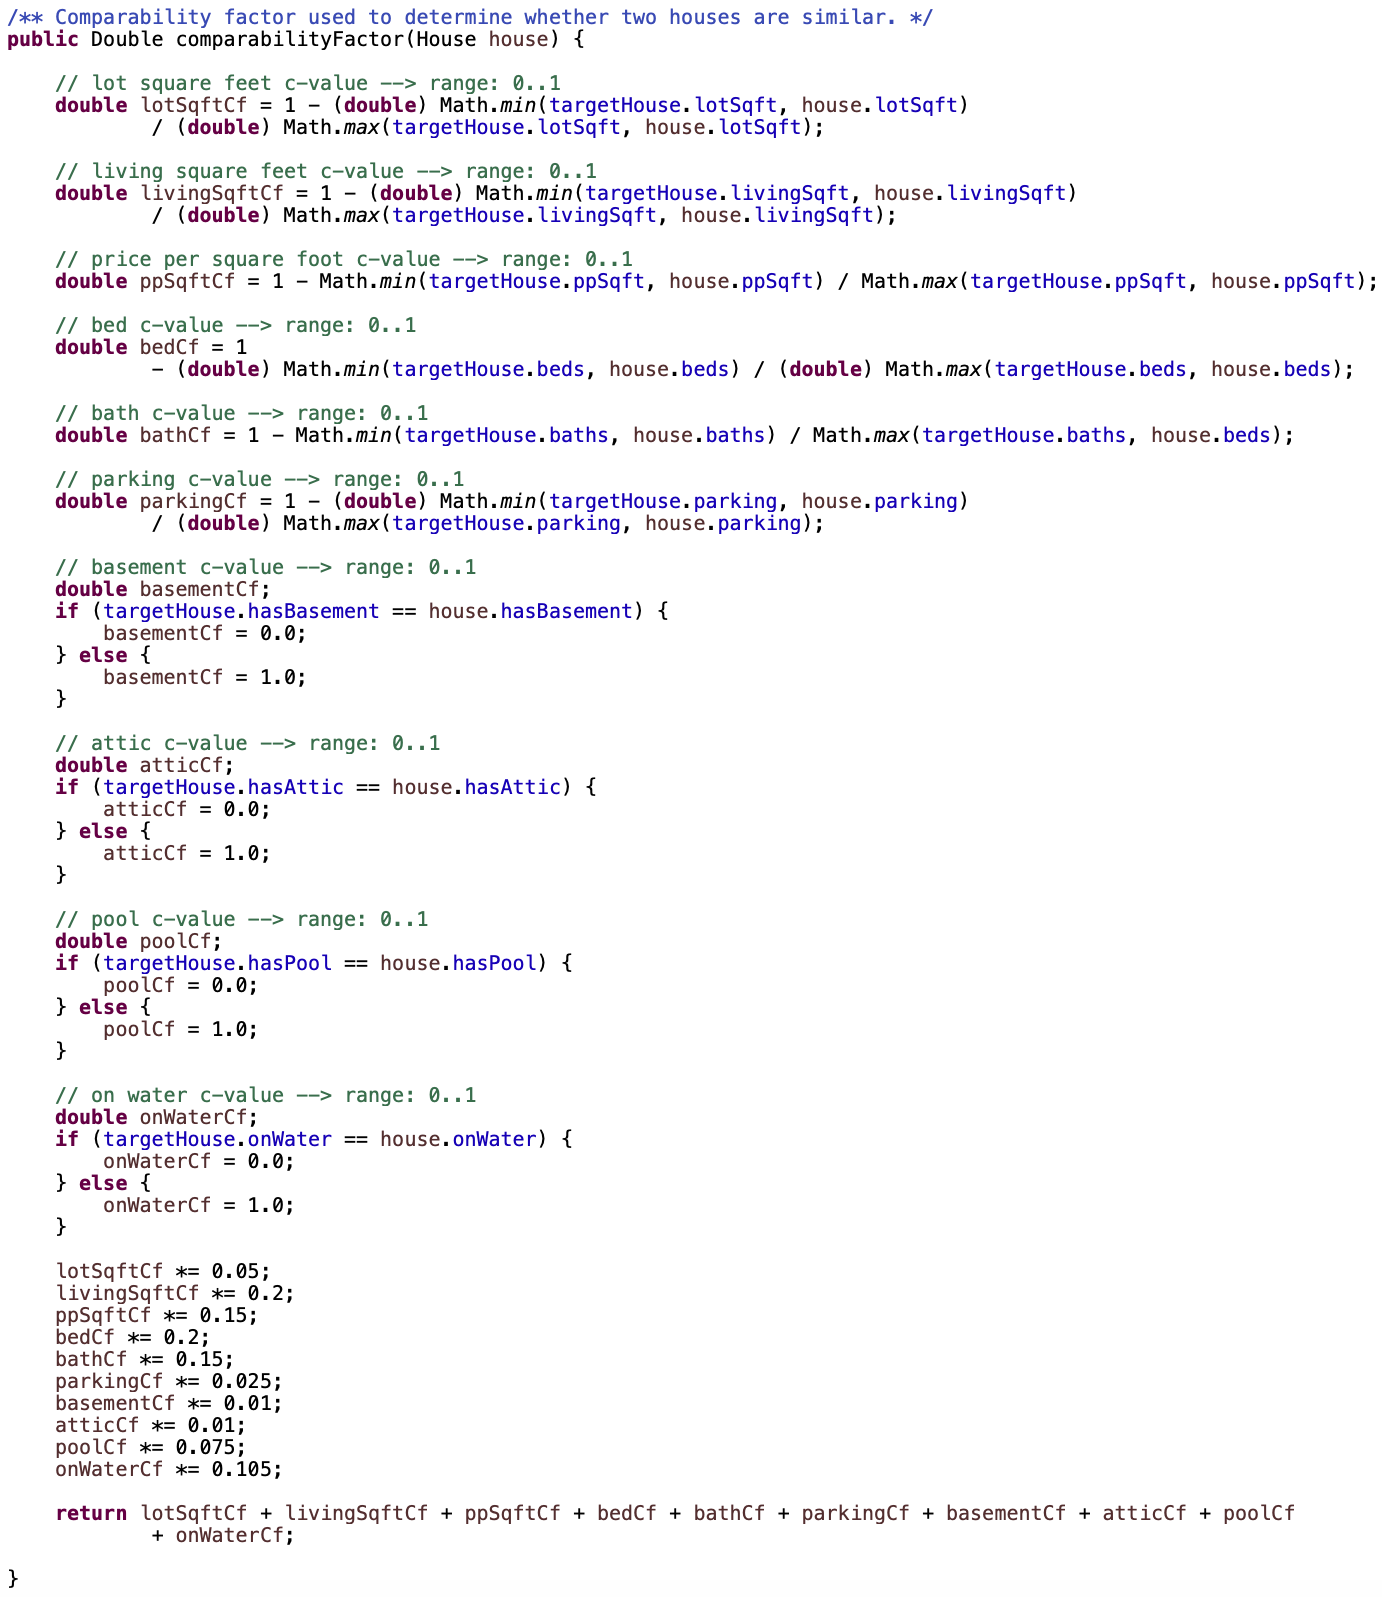 /** Comparability factor used to determine whether two houses are similar. */
public Double comparabilityFactor(House house) {

    // lot square feet c-value --> range: 0..1
    double lotSqftCf = 1 - (double) Math.min(targetHouse.lotSqft, house.lotSqft)
            / (double) Math.max(targetHouse.lotSqft, house.lotSqft);

    // living square feet c-value --> range: 0..1
    double livingSqftCf = 1 - (double) Math.min(targetHouse.livingSqft, house.livingSqft)
            / (double) Math.max(targetHouse.livingSqft, house.livingSqft);

    // price per square foot c-value --> range: 0..1
    double ppSqftCf = 1 - Math.min(targetHouse.ppSqft, house.ppSqft) / Math.max(targetHouse.ppSqft, house.ppSqft);

    // bed c-value --> range: 0..1
    double bedCf = 1
            - (double) Math.min(targetHouse.beds, house.beds) / (double) Math.max(targetHouse.beds, house.beds);

    // bath c-value --> range: 0..1
    double bathCf = 1 - Math.min(targetHouse.baths, house.baths) / Math.max(targetHouse.baths, house.beds);

    // parking c-value --> range: 0..1
    double parkingCf = 1 - (double) Math.min(targetHouse.parking, house.parking)
            / (double) Math.max(targetHouse.parking, house.parking);

    // basement c-value --> range: 0..1
    double basementCf;
    if (targetHouse.hasBasement == house.hasBasement) {
        basementCf = 0.0;
    } else {
        basementCf = 1.0;
    }

    // attic c-value --> range: 0..1
    double atticCf;
    if (targetHouse.hasAttic == house.hasAttic) {
        atticCf = 0.0;
    } else {
        atticCf = 1.0;
    }

    // pool c-value --> range: 0..1
    double poolCf;
    if (targetHouse.hasPool == house.hasPool) {
        poolCf = 0.0;
    } else {
        poolCf = 1.0;
    }

    // on water c-value --> range: 0..1
    double onWaterCf;
    if (targetHouse.onWater == house.onWater) {
        onWaterCf = 0.0;
    } else {
        onWaterCf = 1.0;
    }

    lotSqftCf *= 0.05;
    livingSqftCf *= 0.2;
    ppSqftCf *= 0.15;
    bedCf *= 0.2;
    bathCf *= 0.15;
    parkingCf *= 0.025;
    basementCf *= 0.01;
    atticCf *= 0.01;
    poolCf *= 0.075;
    onWaterCf *= 0.105;

    return lotSqftCf + livingSqftCf + ppSqftCf + bedCf + bathCf + parkingCf + basementCf + atticCf + poolCf
            + onWaterCf;

}